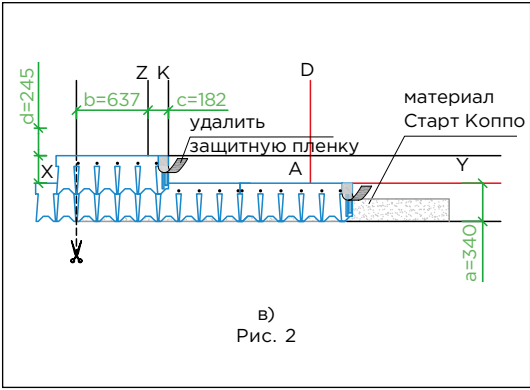 Z K D
d=245
b=637 c=182
удалить
защитную пленку
материал
Старт Коппо
X A Y
a=340
в)
Рис. 2